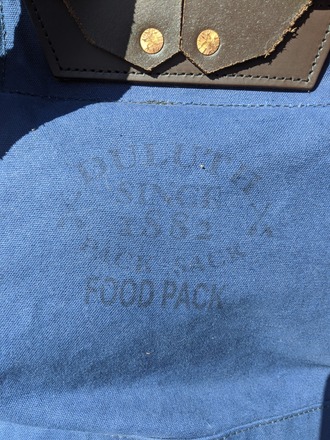 DULUTH
SINCE
1882
PACK SACK
FOOD PACK